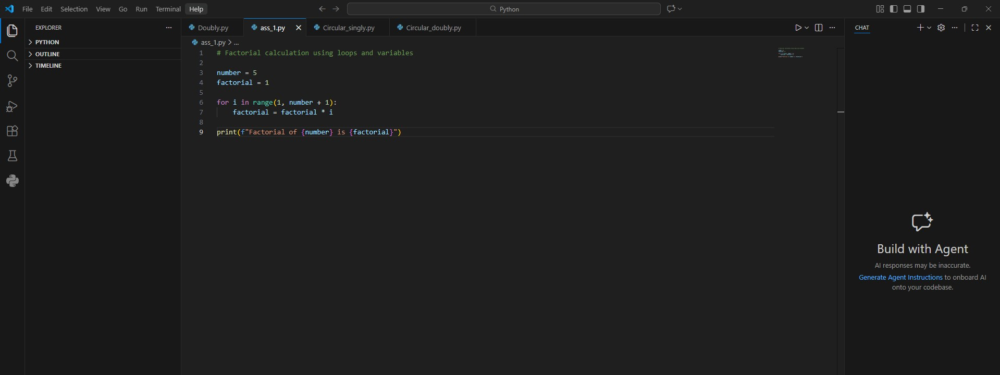 File Edit Selection View Go Run Terminal Help
Python
EXPLORER
PYTHON
OUTLINE
TIMELINE
Doubly.py
ass_1.py
Circular_singly.py
Circular_doubly.py
ass_1.py > ...
1 # Factorial calculation using loops and variables
2
3 number = 5
4 factorial = 1
5
6 for i in range(1, number + 1):
7     factorial = factorial * i
8
9 print(f"Factorial of {number} is {factorial}")
CHAT
Build with Agent
AI responses may be inaccurate.
Generate Agent Instructions to onboard AI
onto your codebase.